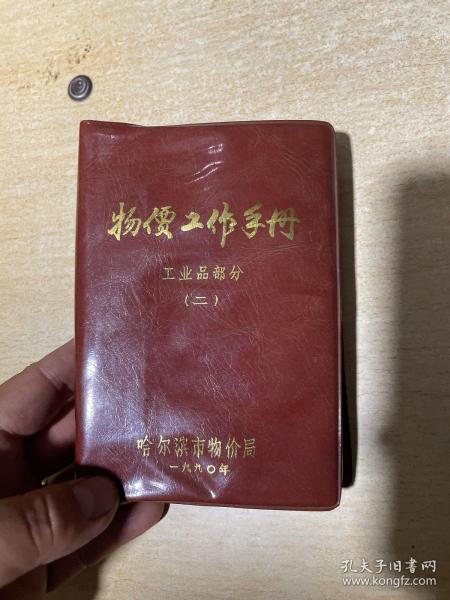 物價工作手册
工业品部分
（二）
哈尔滨市物价局
一九九〇年
孔夫子旧书网
www.kongfz.com